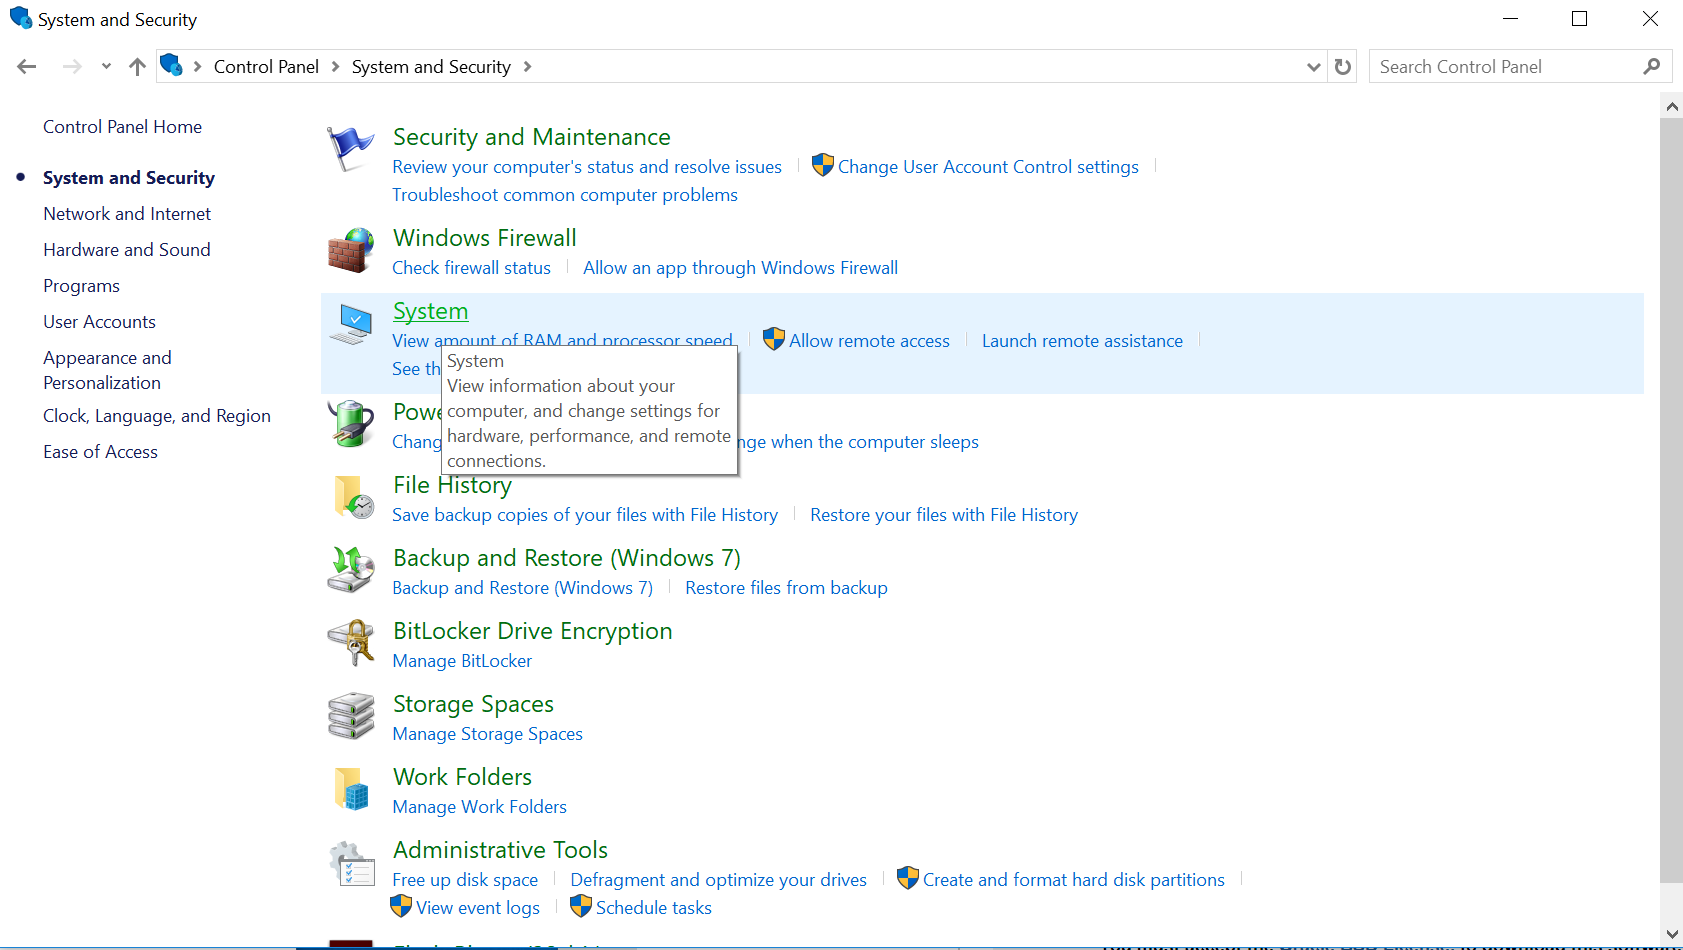 System and Security
Control Panel
System and Security
Search Control Panel
Control Panel Home
System and Security
Network and Internet
Hardware and Sound
Programs
User Accounts
Appearance and
Personalization
Clock, Language, and Region
Ease of Access
Security and Maintenance
Review your computer's status and resolve issues
Change User Account Control settings
Troubleshoot common computer problems
Windows Firewall
Check firewall status
Allow an app through Windows Firewall
System
View amount of RAM and processor speed
Allow remote access
Launch remote assistance
See th
System
View information about your
computer, and change settings for
hardware, performance, and remote
connections.
Powe
Chang
nge when the computer sleeps
File History
Save backup copies of your files with File History
Restore your files with File History
Backup and Restore (Windows 7)
Backup and Restore (Windows 7)
Restore files from backup
BitLocker Drive Encryption
Manage BitLocker
Storage Spaces
Manage Storage Spaces
Work Folders
Manage Work Folders
Administrative Tools
Free up disk space
Defragment and optimize your drives
Create and format hard disk partitions
View event logs
Schedule tasks